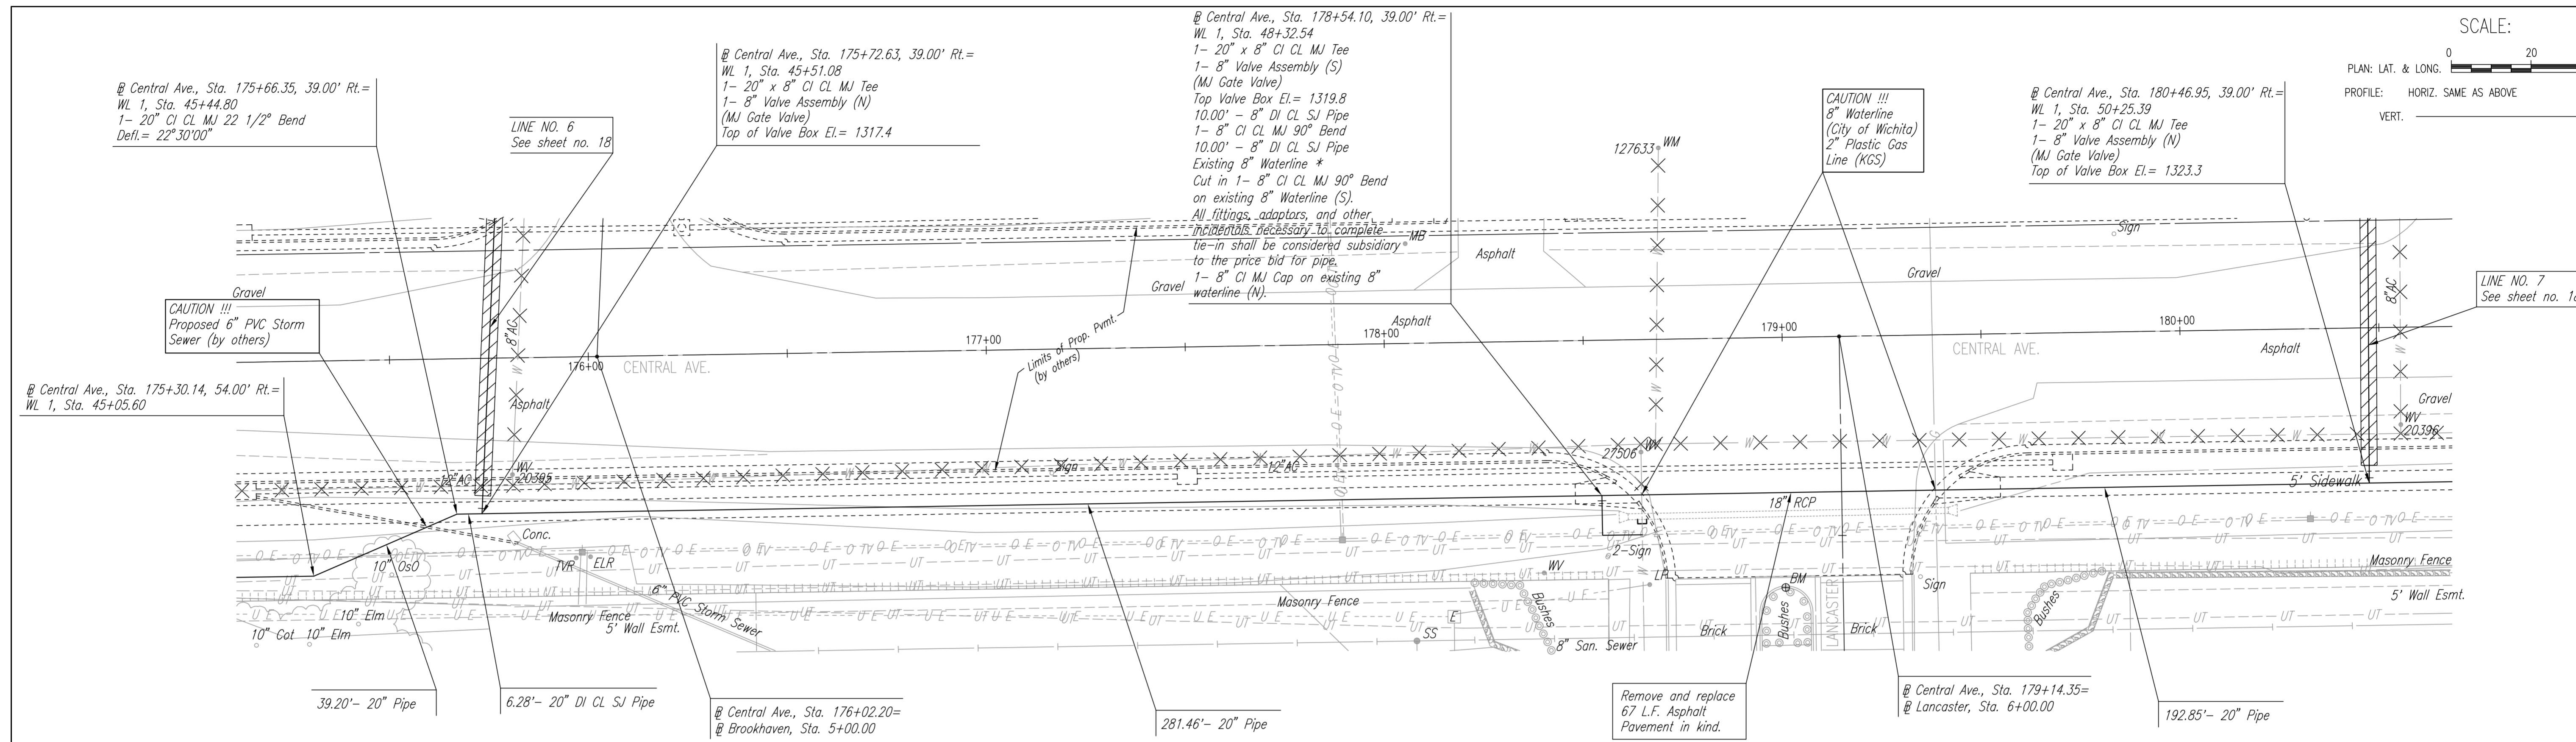 SCALE:
0 20
PLAN: LAT. & LONG.
PROFILE: HORIZ. SAME AS ABOVE
VERT.
℄ Central Ave., Sta. 175+66.35, 39.00' Rt.=
WL 1, Sta. 45+44.80
1- 20" CI CL MJ 22 1/2° Bend
Defl.= 22°30'00"
LINE NO. 6
See sheet no. 18
℄ Central Ave., Sta. 175+72.63, 39.00' Rt.=
WL 1, Sta. 45+51.08
1- 20" x 8" CI CL MJ Tee
1- 8" Valve Assembly (N)
(MJ Gate Valve)
Top of Valve Box El.= 1317.4
℄ Central Ave., Sta. 178+54.10, 39.00' Rt.=
WL 1, Sta. 48+32.54
1- 20" x 8" CI CL MJ Tee
1- 8" Valve Assembly (S)
(MJ Gate Valve)
Top Valve Box El.= 1319.8
10.00' - 8" DI CL SJ Pipe
1- 8" CI CL MJ 90° Bend
10.00' - 8" DI CL SJ Pipe
Existing 8" Waterline *
Cut in 1- 8" CI CL MJ 90° Bend
on existing 8" Waterline (S).
All fittings, adaptors, and other
incidentals necessary to complete
tie-in shall be considered subsidiary
to the price bid for pipe.
1- 8" CI MJ Cap on existing 8"
waterline (N).
127633 WM
CAUTION !!!
8" Waterline
(City of Wichita)
2" Plastic Gas
Line (KGS)
℄ Central Ave., Sta. 180+46.95, 39.00' Rt.=
WL 1, Sta. 50+25.39
1- 20" x 8" CI CL MJ Tee
1- 8" Valve Assembly (N)
(MJ Gate Valve)
Top of Valve Box El.= 1323.3
MB
Sign
Asphalt
Gravel
Gravel
Gravel
LINE NO. 7
See sheet no.
8"AC
8"AC
CAUTION !!!
Proposed 6" PVC Storm
Sewer (by others)
Asphalt
177+00
178+00
179+00
180+00
176+00
CENTRAL AVE.
CENTRAL AVE.
Asphalt
Limits of Prop. Pvmt.
(by others)
℄ Central Ave., Sta. 175+30.14, 54.00' Rt.=
WL 1, Sta. 45+05.60
Asphalt
Gravel
WV
20396
WV
27506
WV
20395
12"AC
Sign
12"AC
5' Sidewalk
18" RCP
Conc.
2-Sign
10" OsO
TVR
ELR
WV
LP
BM
Sign
Masonry Fence
6" PVC Storm Sewer
Masonry Fence
5' Wall Esmt.
Masonry Fence
5' Wall Esmt.
10" Elm
10" Cot
10" Elm
SS
E
Bushes
8" San. Sewer
Brick
Bushes
LANCASTER
Brick
Bushes
39.20'- 20" Pipe
6.28'- 20" DI CL SJ Pipe
℄ Central Ave., Sta. 176+02.20=
℄ Brookhaven, Sta. 5+00.00
281.46'- 20" Pipe
Remove and replace
67 L.F. Asphalt
Pavement in kind.
℄ Central Ave., Sta. 179+14.35=
℄ Lancaster, Sta. 6+00.00
192.85'- 20" Pipe